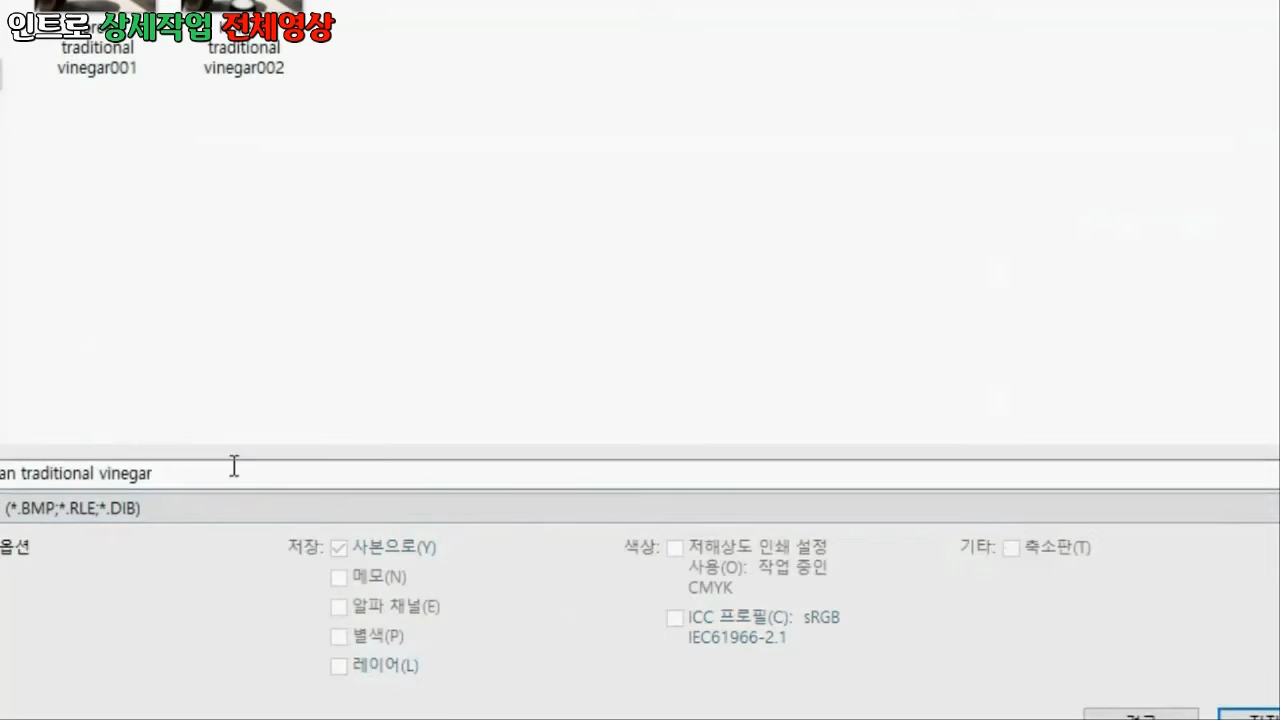 인트로 상세작업 전체영상
traditional traditional
vinegar001 vinegar002
an traditional vinegar
(*.BMP;*.RLE;*.DIB)
옵션 저장: 사본으로(Y) 색상: 저해상도 인쇄 설정 기타: 축소판(T)
사용(O): 작업 중인
메모(N)
CMYK
알파 채널(E)
ICC 프로필(C): sRGB
별색(P) IEC61966-2.1
레이어(L)